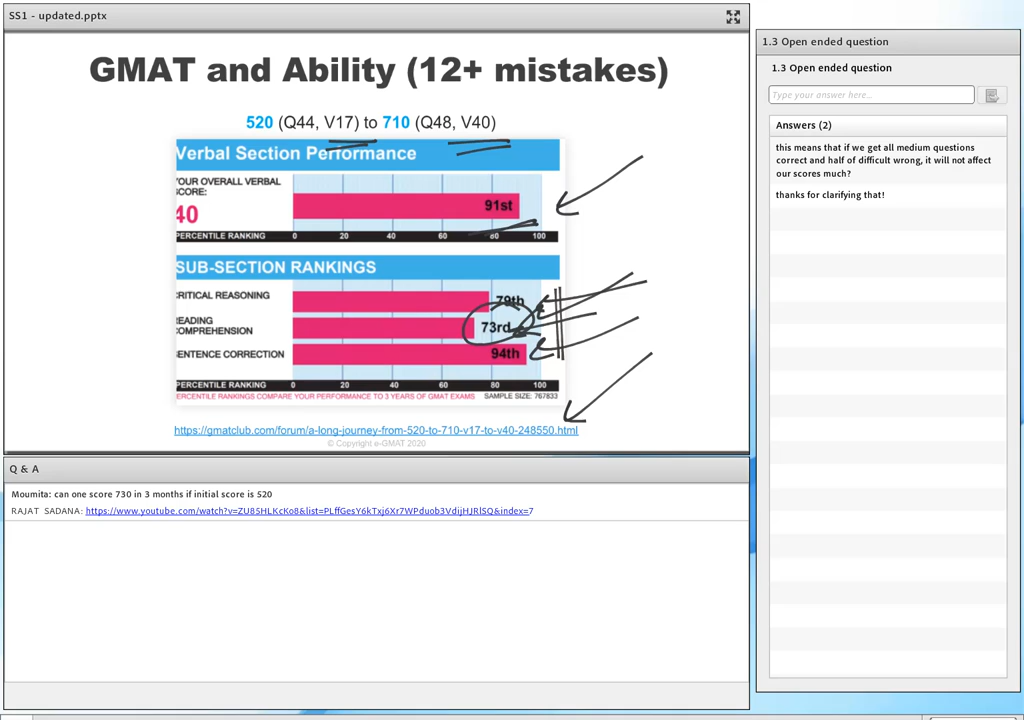 SS1 - updated.pptx
GMAT and Ability (12+ mistakes)
520 (Q44, V17) to 710 (Q48, V40)
Verbal Section Performance
YOUR OVERALL VERBAL
SCORE:
40
91st
PERCENTILE RANKING 0 20 40 60 80 100
SUB-SECTION RANKINGS
CRITICAL REASONING 79th
READING
COMPREHENSION
73rd
SENTENCE CORRECTION 94th
PERCENTILE RANKING 0 20 40 60 80 100
PERCENTILE RANKINGS COMPARE YOUR PERFORMANCE TO 3 YEARS OF GMAT EXAMS SAMPLE SIZE: 767833
https://gmatclub.com/forum/a-long-journey-from-520-to-710-v17-to-v40-248550.html
© Copyright e-GMAT 2020
Q & A
Moumita: can one score 730 in 3 months if initial score is 520
RAJAT SADANA: https://www.youtube.com/watch?v=ZU85HLKcKo8&list=PLffGesY6kTxj6Xr7WPduob3VdijHJRlSQ&index=7
1.3 Open ended question
1.3 Open ended question
Type your answer here...
Answers (2)
this means that if we get all medium questions
correct and half of difficult wrong, it will not affect
our scores much?
thanks for clarifying that!